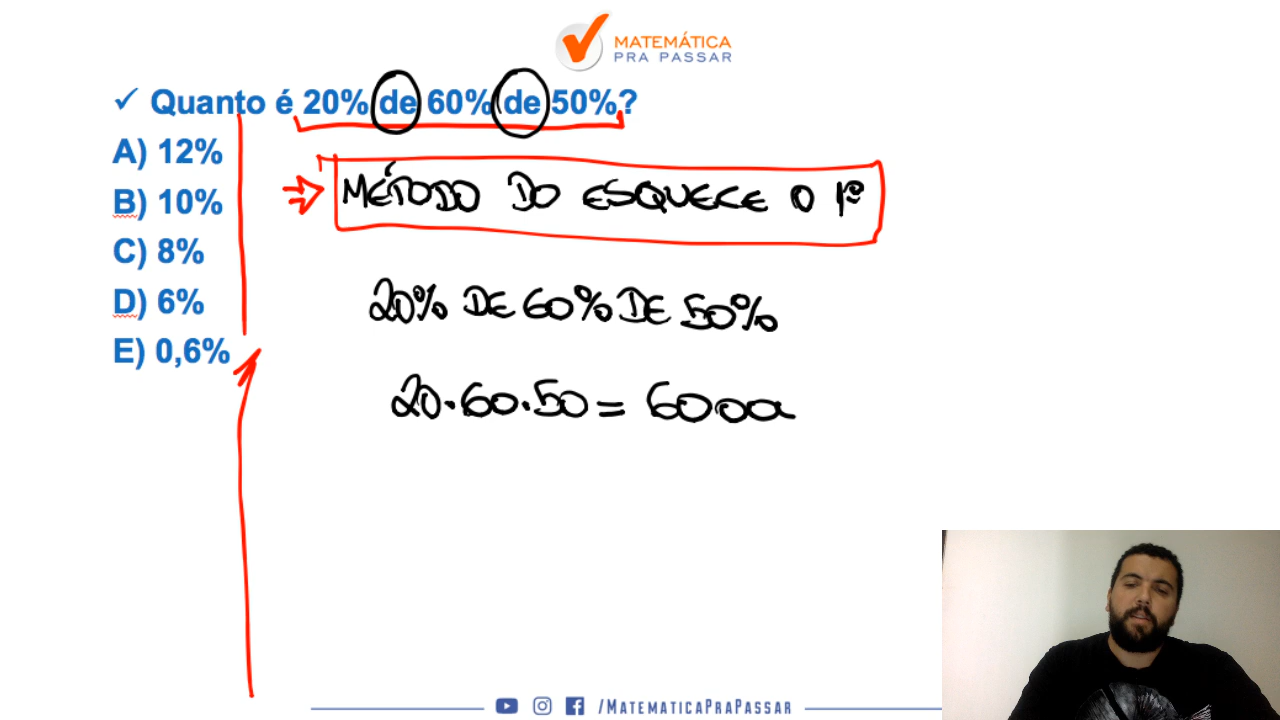 MATEMÁTICA
PRA PASSAR
✓ Quanto é 20% de 60% de 50%?
A) 12%
B) 10%
C) 8%
D) 6%
E) 0,6%
⇒ MÉTODO DO ESQUECE O 1º
20% DE 60% DE 50%
20·60·50 = 6000
/MATEMATICAPRAPASSAR